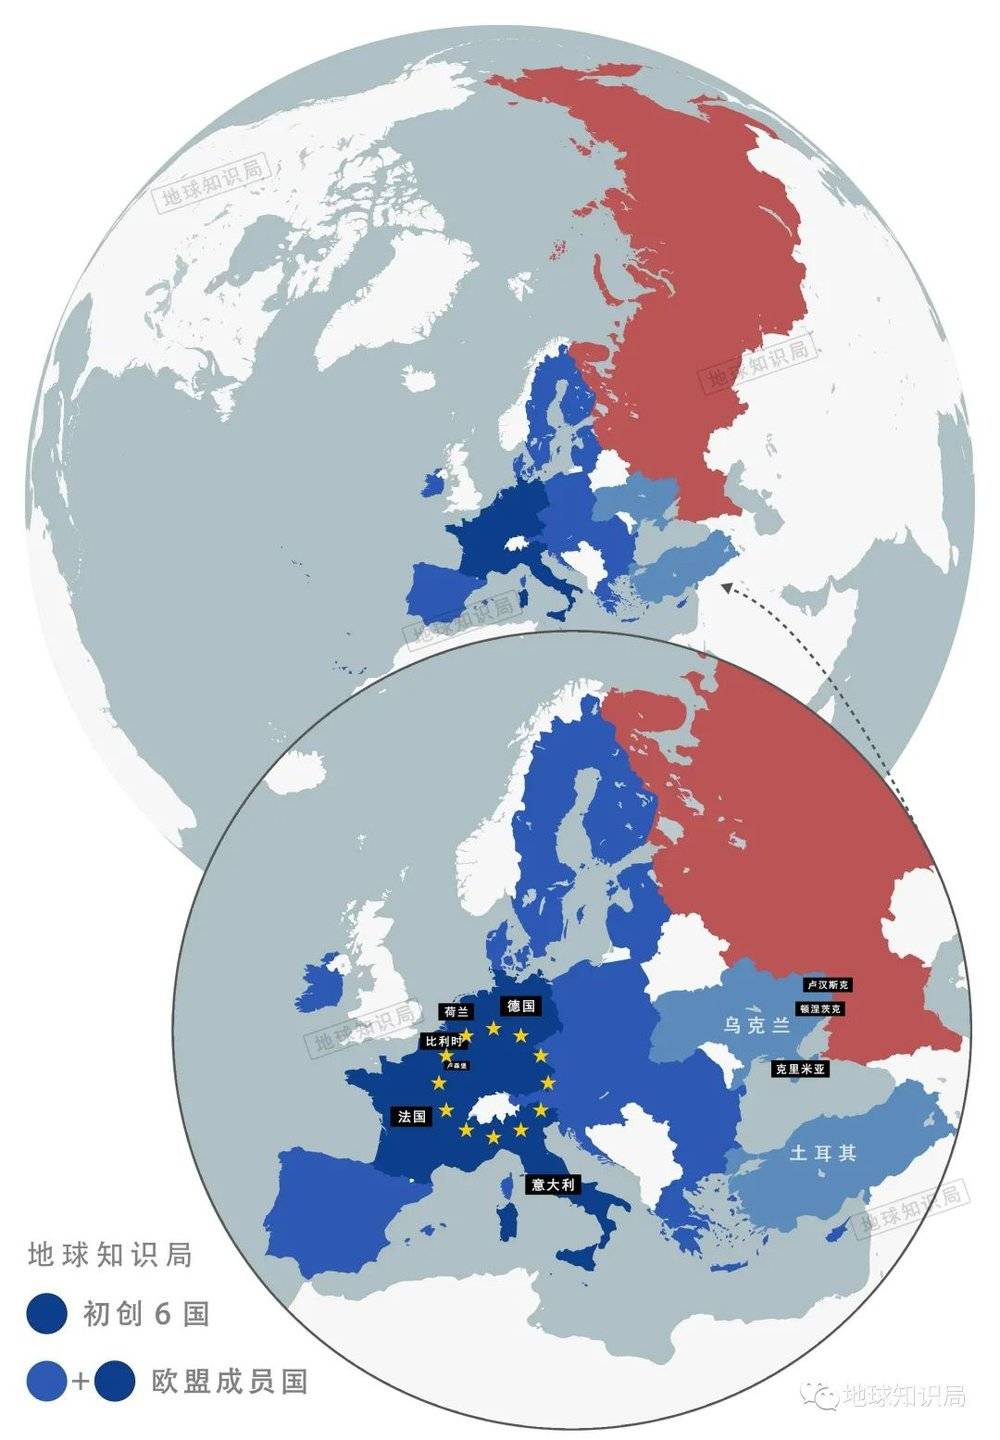 地球知识局
地球知识局
地球知识局
卢汉斯克
德国
荷兰
顿涅茨克
乌克兰
比利时
地球知识局
卢森堡
克里米亚
法国
土耳其
意大利
地球知识局
地球知识局
初创6国
+
欧盟成员国
地球知识局